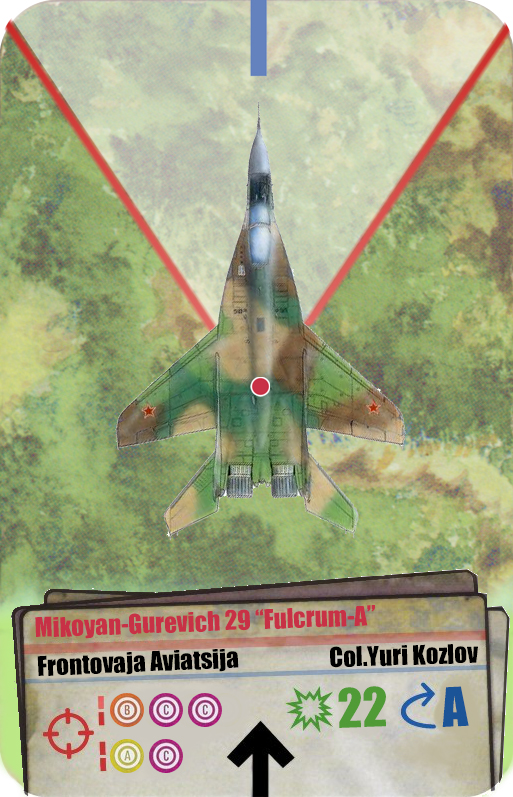 Mikoyan-Gurevich 29 “Fulcrum-A”
Frontovaja Aviatsija Col.Yuri Kozlov
B C C 22 A
A C